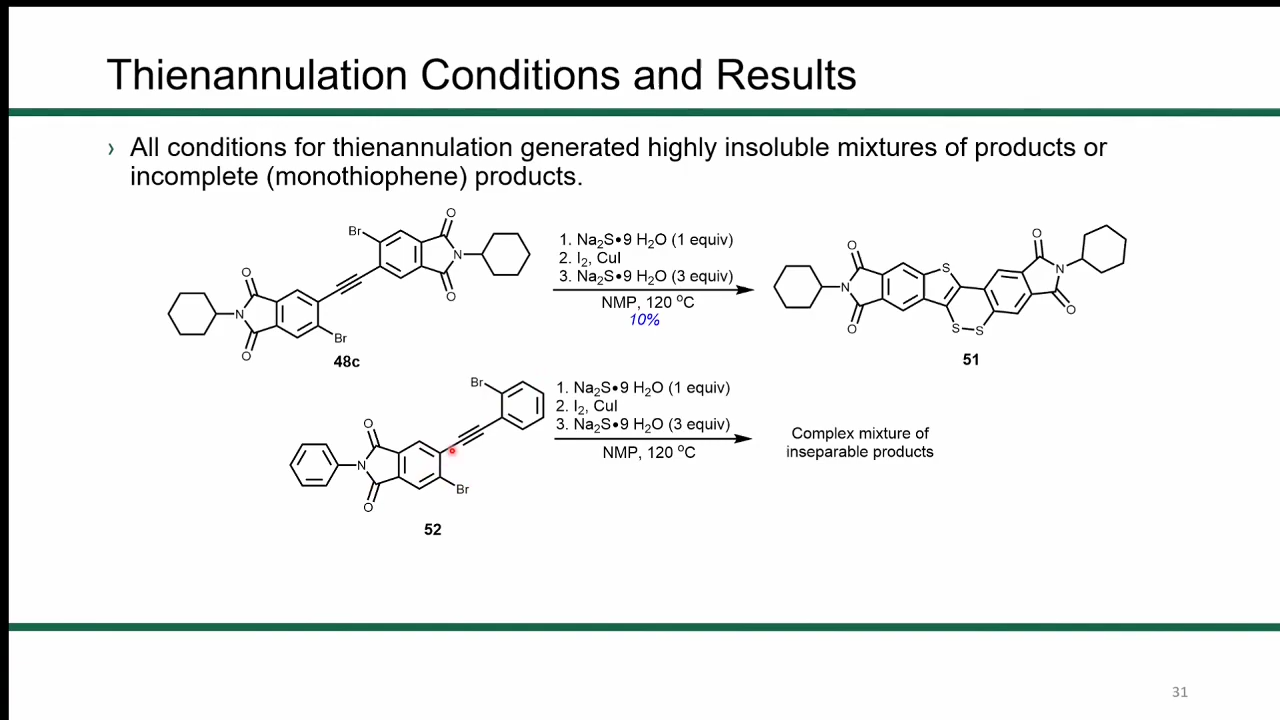 Thienannulation Conditions and Results
› All conditions for thienannulation generated highly insoluble mixtures of products or
incomplete (monothiophene) products.
Br
O
N
O
O
N
O
Br
48c
1. Na₂S•9 H₂O (1 equiv)
2. I₂, CuI
3. Na₂S•9 H₂O (3 equiv)
NMP, 120 ᵒC
10%
O
N
O
S
S
S
O
N
O
51
Br
O
N
O
Br
52
1. Na₂S•9 H₂O (1 equiv)
2. I₂, CuI
3. Na₂S•9 H₂O (3 equiv)
NMP, 120 ᵒC
Complex mixture of
inseparable products
31